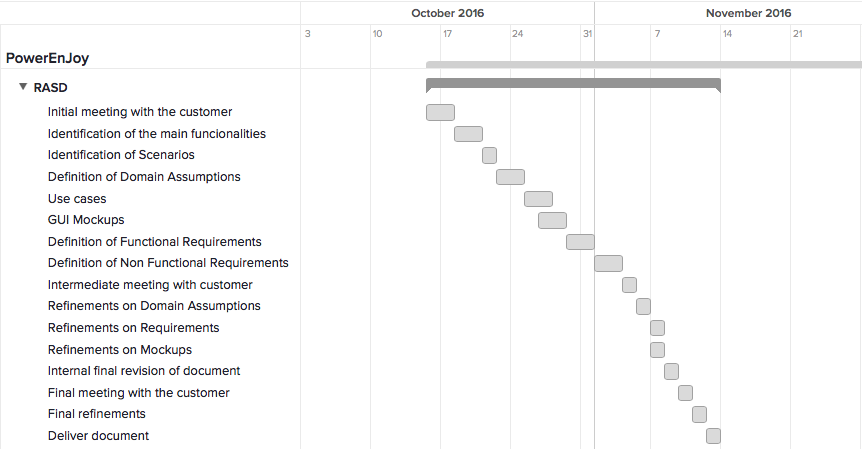 October 2016 November 2016
3 10 17 24 31 7 14 21
PowerEnJoy
RASD
Initial meeting with the customer
Identification of the main funcionalities
Identification of Scenarios
Definition of Domain Assumptions
Use cases
GUI Mockups
Definition of Functional Requirements
Definition of Non Functional Requirements
Intermediate meeting with customer
Refinements on Domain Assumptions
Refinements on Requirements
Refinements on Mockups
Internal final revision of document
Final meeting with the customer
Final refinements
Deliver document